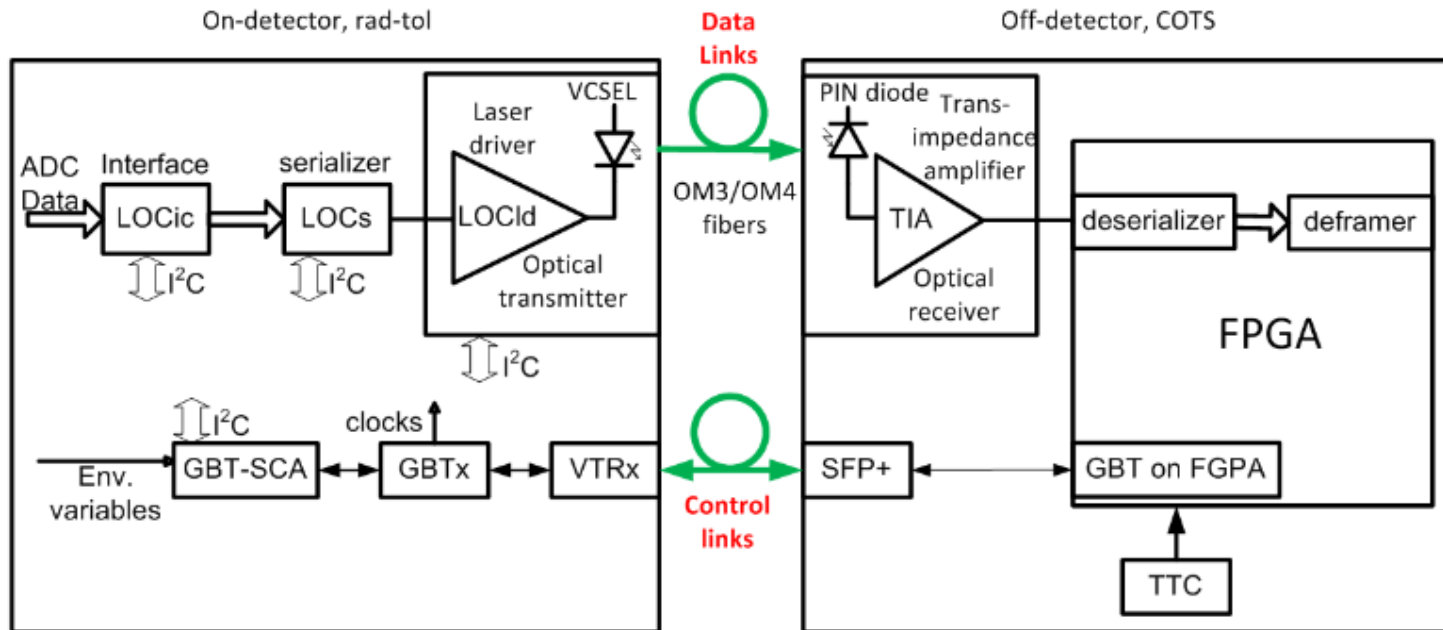 On-detector, rad-tol
Data
Links
Off-detector, COTS
VCSEL
Laser
driver
PIN diode
Trans-
impedance
amplifier
ADC
Data
Interface
serializer
LOCic
LOCs
LOCld
OM3/OM4
fibers
TIA
deserializer
deframer
I²C
I²C
Optical
transmitter
Optical
receiver
FPGA
I²C
I²C
clocks
Env.
variables
GBT-SCA
GBTx
VTRx
SFP+
GBT on FGPA
Control
links
TTC